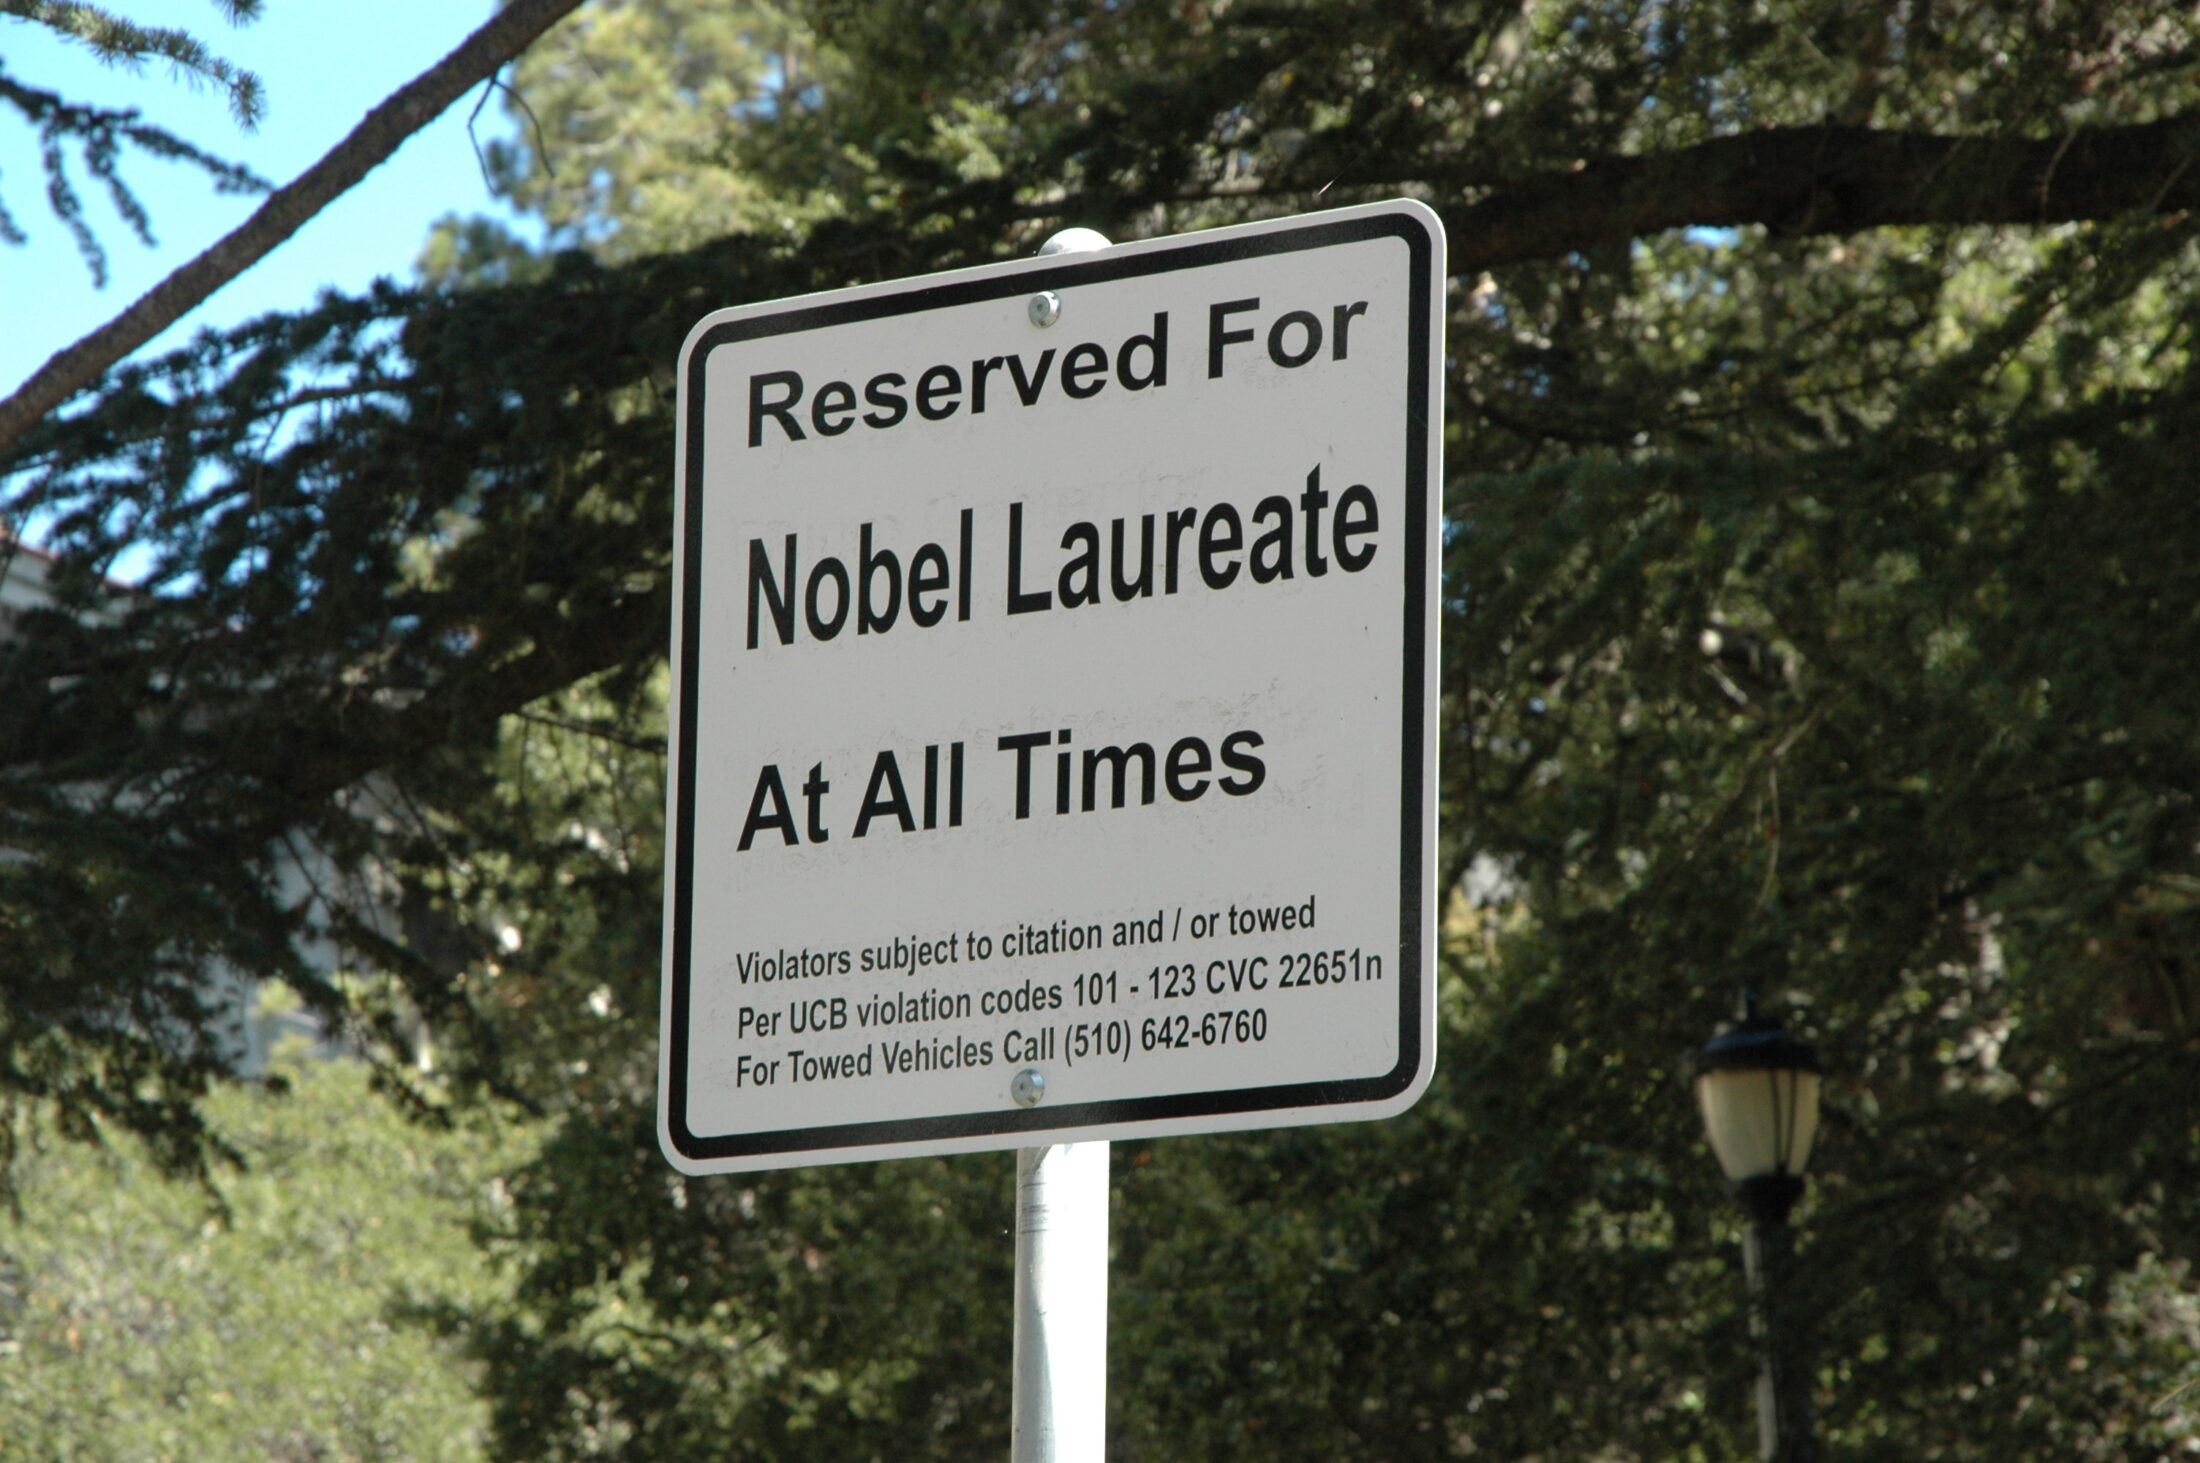 Reserved For
Nobel Laureate
At All Times
Violators subject to citation and / or towed
Per UCB violation codes 101 - 123 CVC 22651n
For Towed Vehicles Call (510) 642-6760